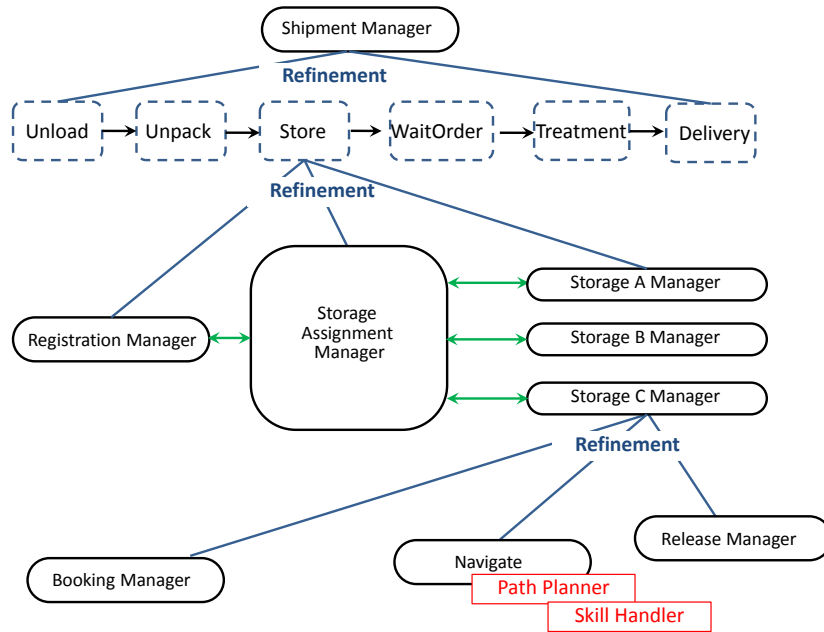 Shipment Manager
Refinement
Unload
Unpack
Store
WaitOrder
Treatment
Delivery
Refinement
Registration Manager
Storage
Assignment
Manager
Storage A Manager
Storage B Manager
Storage C Manager
Refinement
Booking Manager
Navigate
Path Planner
Skill Handler
Release Manager